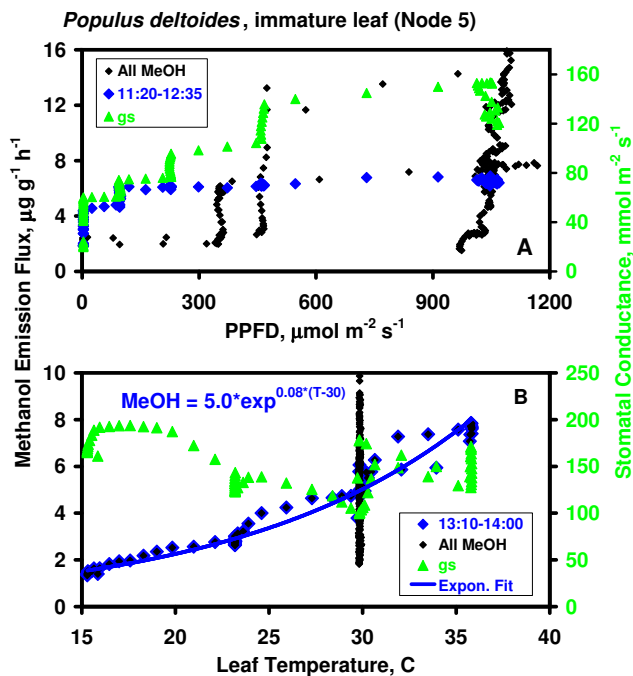 Populus deltoides, immature leaf (Node 5)
16
12
8
4
0
All MeOH
11:20-12:35
gs
A
160
120
80
40
0
0 300 600 900 1200
PPFD, μmol m-2 s-1
Methanol Emission Flux, μg g-1 h-1
Stomatal Conductance, mmol m-2 s-1
10
8
6
4
2
0
MeOH = 5.0*exp0.08*(T-30)
B
13:10-14:00
All MeOH
gs
Expon. Fit
250
200
150
100
50
0
15 20 25 30 35 40
Leaf Temperature, C